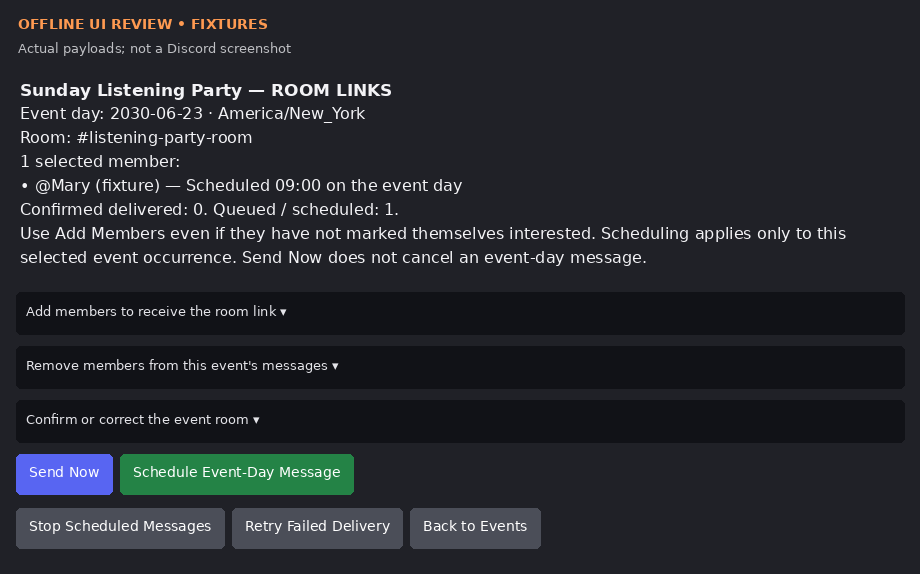 OFFLINE UI REVIEW • FIXTURES
Actual payloads; not a Discord screenshot
Sunday Listening Party — ROOM LINKS
Event day: 2030-06-23 · America/New_York
Room: #listening-party-room
1 selected member:
• @Mary (fixture) — Scheduled 09:00 on the event day
Confirmed delivered: 0. Queued / scheduled: 1.
Use Add Members even if they have not marked themselves interested. Scheduling applies only to this
selected event occurrence. Send Now does not cancel an event-day message.
Add members to receive the room link ▾
Remove members from this event's messages ▾
Confirm or correct the event room ▾
Send Now
Schedule Event-Day Message
Stop Scheduled Messages
Retry Failed Delivery
Back to Events